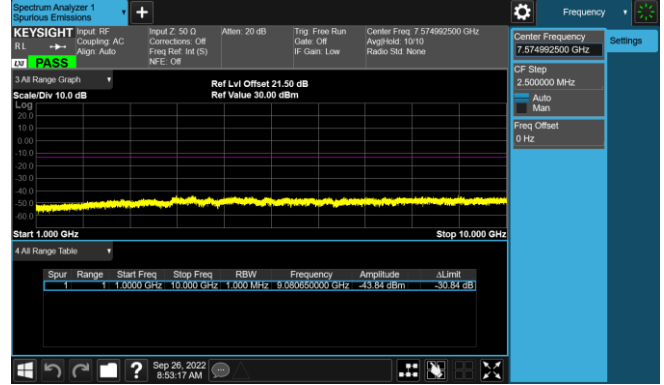 Spectrum Analyzer 1
Spurious Emissions
Frequency
KEYSIGHT
RL
PASS
Input: RF
Coupling: AC
Align: Auto
Input Z: 50 Ω
Corrections: Off
Freq Ref: Int (S)
NFE: Off
Atten: 20 dB
Trig: Free Run
Gate: Off
IF Gain: Low
Center Freq: 7.574992500 GHz
Avg|Hold: 10/10
Radio Std: None
Center Frequency
7.574992500 GHz
Settings
CF Step
2.500000 MHz
Auto
Man
Freq Offset
0 Hz
3 All Range Graph
Scale/Div 10.0 dB
Ref Lvl Offset 21.50 dB
Ref Value 30.00 dBm
Log
20.0
10.0
0.00
-10.0
-20.0
-30.0
-40.0
-50.0
-60.0
Start 1.000 GHz
Stop 10.000 GHz
4 All Range Table
Spur Range Start Freq Stop Freq RBW Frequency Amplitude ΔLimit
1 1 1.0000 GHz 10.000 GHz 1.000 MHz 9.080650000 GHz -43.84 dBm -30.84 dB
?
Sep 26, 2022
8:53:17 AM